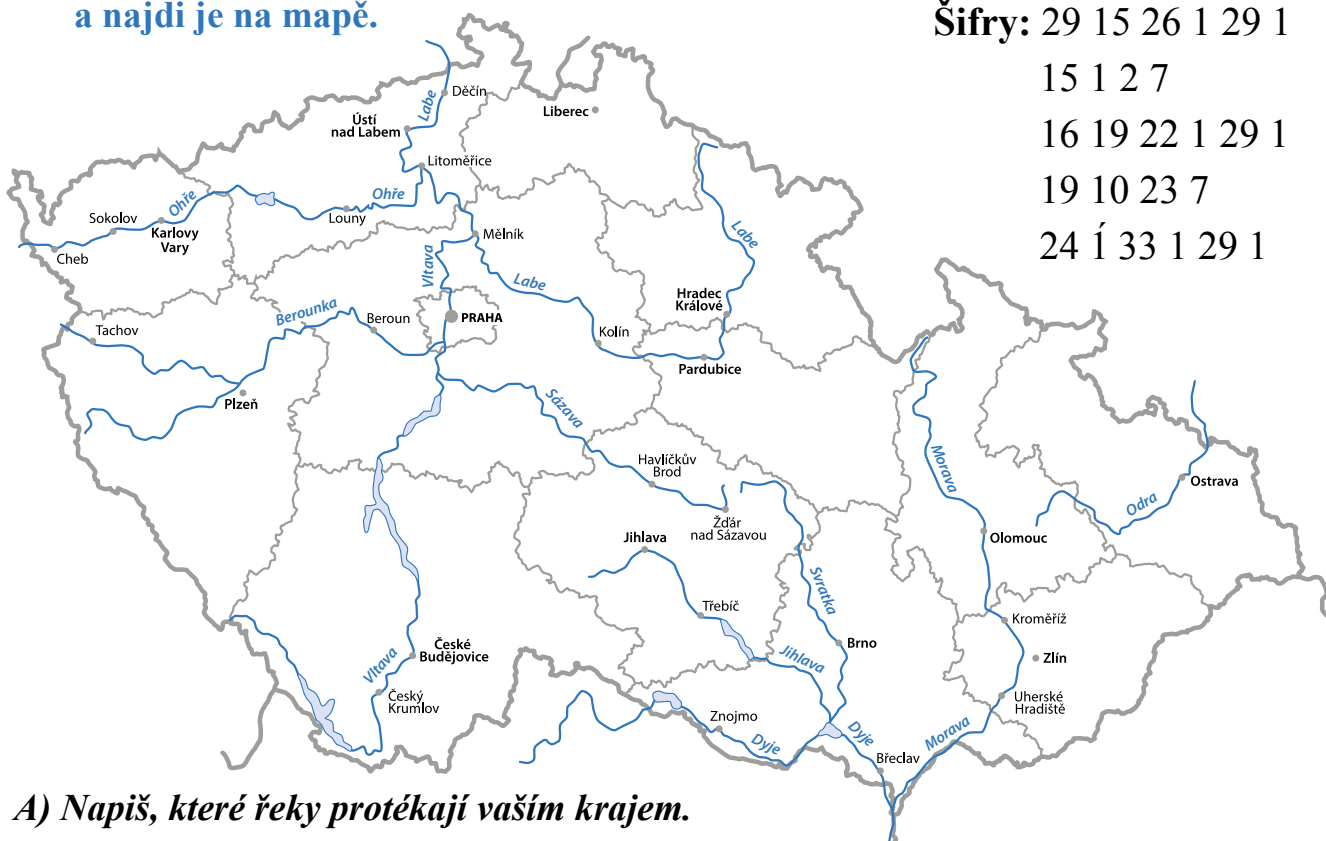 a najdi je na mapě.
Šifry: 29 15 26 1 29 1
15 1 2 7
16 19 22 1 29 1
19 10 23 7
24 Í 33 1 29 1
Labe
Děčín
Ústí
nad Labem
Liberec
Litoměřice
Ohře
Ohře
Sokolov
Karlovy
Vary
Louny
Cheb
Mělník
Labe
Vltava
Labe
Hradec
Králové
Berounka
Beroun
PRAHA
Tachov
Kolín
Pardubice
Plzeň
Sázava
Havlíčkův
Brod
Morava
Ostrava
Odra
Žďár
nad Sázavou
Jihlava
Olomouc
Svratka
Třebíč
Kroměříž
Brno
Zlín
České
Budějovice
Vltava
Jihlava
Český
Krumlov
Uherské
Hradiště
Znojmo
Dyje
Dyje
Morava
Břeclav
A) Napiš, které řeky protékají vaším krajem.